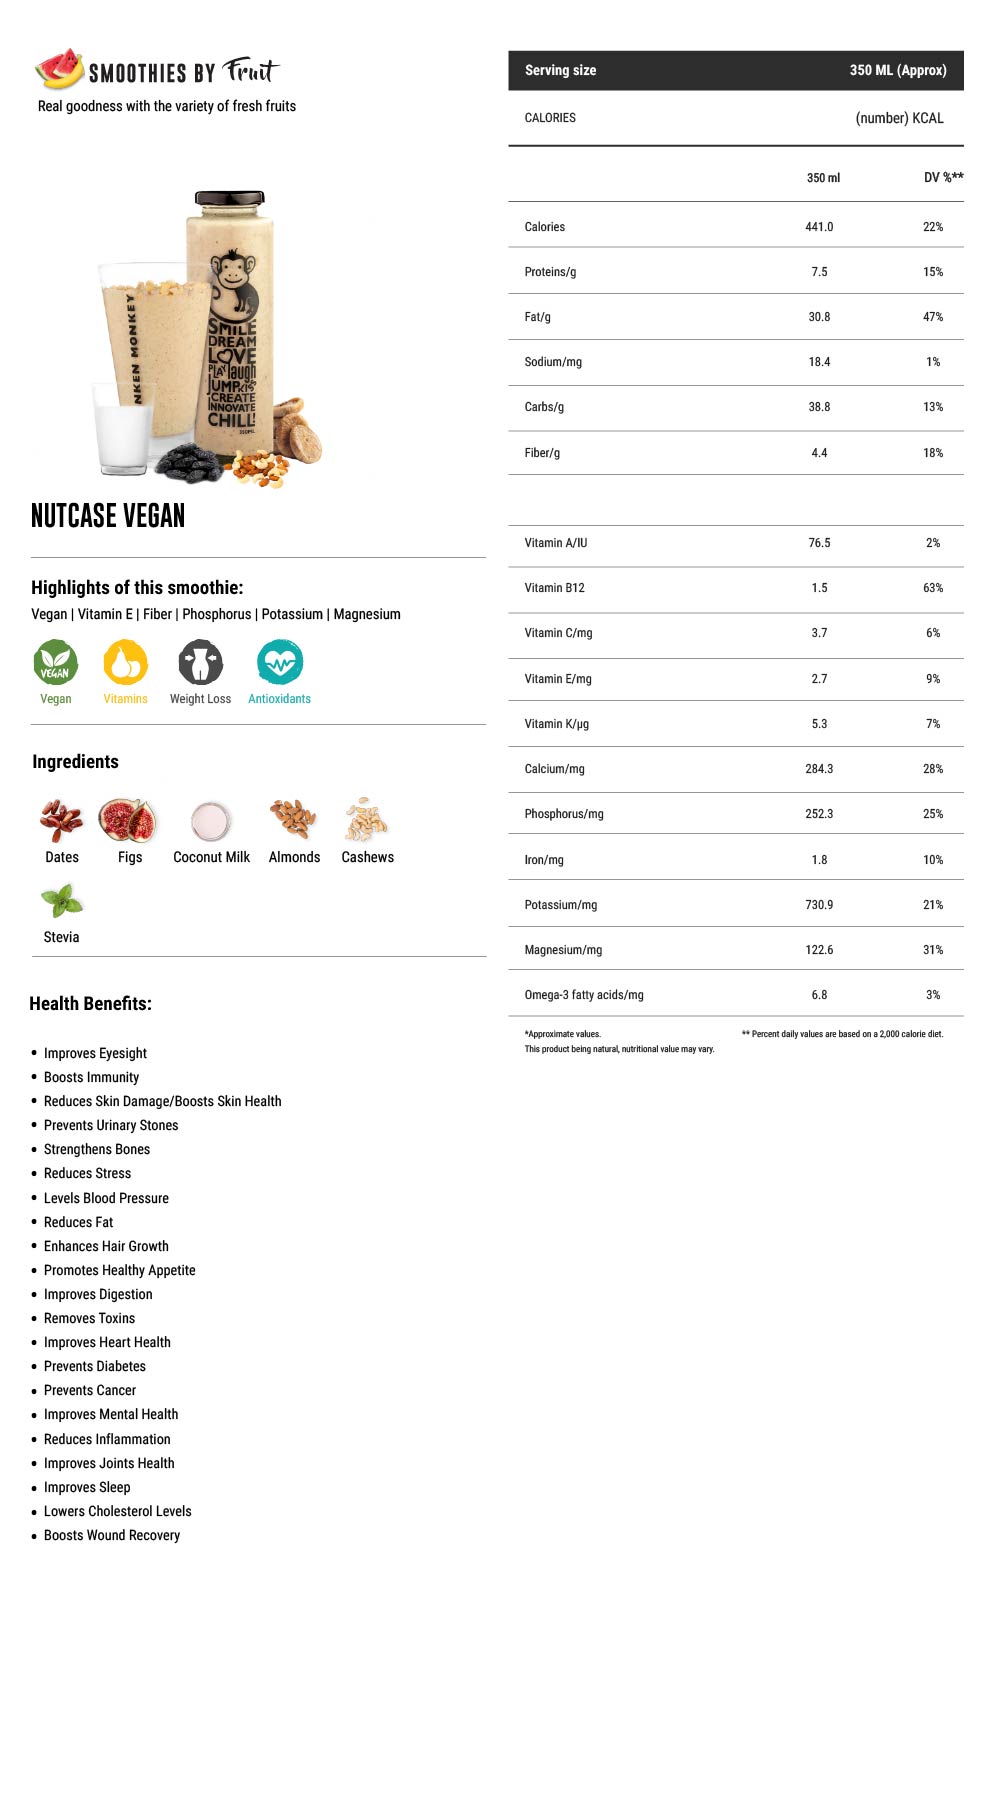 SMOOTHIES BY Fruit
Real goodness with the variety of fresh fruits
NKEN MONKEY
SMILE
DREAM
LOVE
PLAY laugh
JUMP KISS
CREATE
INNOVATE
CHILL!
350ML
NUTCASE VEGAN
Highlights of this smoothie:
Vegan | Vitamin E | Fiber | Phosphorus | Potassium | Magnesium
VEGAN
Vegan Vitamins Weight Loss Antioxidants
Ingredients
Dates Figs Coconut Milk Almonds Cashews
Stevia
Health Benefits:
• Improves Eyesight
• Boosts Immunity
• Reduces Skin Damage/Boosts Skin Health
• Prevents Urinary Stones
• Strengthens Bones
• Reduces Stress
• Levels Blood Pressure
• Reduces Fat
• Enhances Hair Growth
• Promotes Healthy Appetite
• Improves Digestion
• Removes Toxins
• Improves Heart Health
• Prevents Diabetes
• Prevents Cancer
• Improves Mental Health
• Reduces Inflammation
• Improves Joints Health
• Improves Sleep
• Lowers Cholesterol Levels
• Boosts Wound Recovery
Serving size 350 ML (Approx)
CALORIES (number) KCAL
350 ml DV %**
Calories 441.0 22%
Proteins/g 7.5 15%
Fat/g 30.8 47%
Sodium/mg 18.4 1%
Carbs/g 38.8 13%
Fiber/g 4.4 18%
Vitamin A/IU 76.5 2%
Vitamin B12 1.5 63%
Vitamin C/mg 3.7 6%
Vitamin E/mg 2.7 9%
Vitamin K/µg 5.3 7%
Calcium/mg 284.3 28%
Phosphorus/mg 252.3 25%
Iron/mg 1.8 10%
Potassium/mg 730.9 21%
Magnesium/mg 122.6 31%
Omega-3 fatty acids/mg 6.8 3%
*Approximate values. ** Percent daily values are based on a 2,000 calorie diet.
This product being natural, nutritional value may vary.